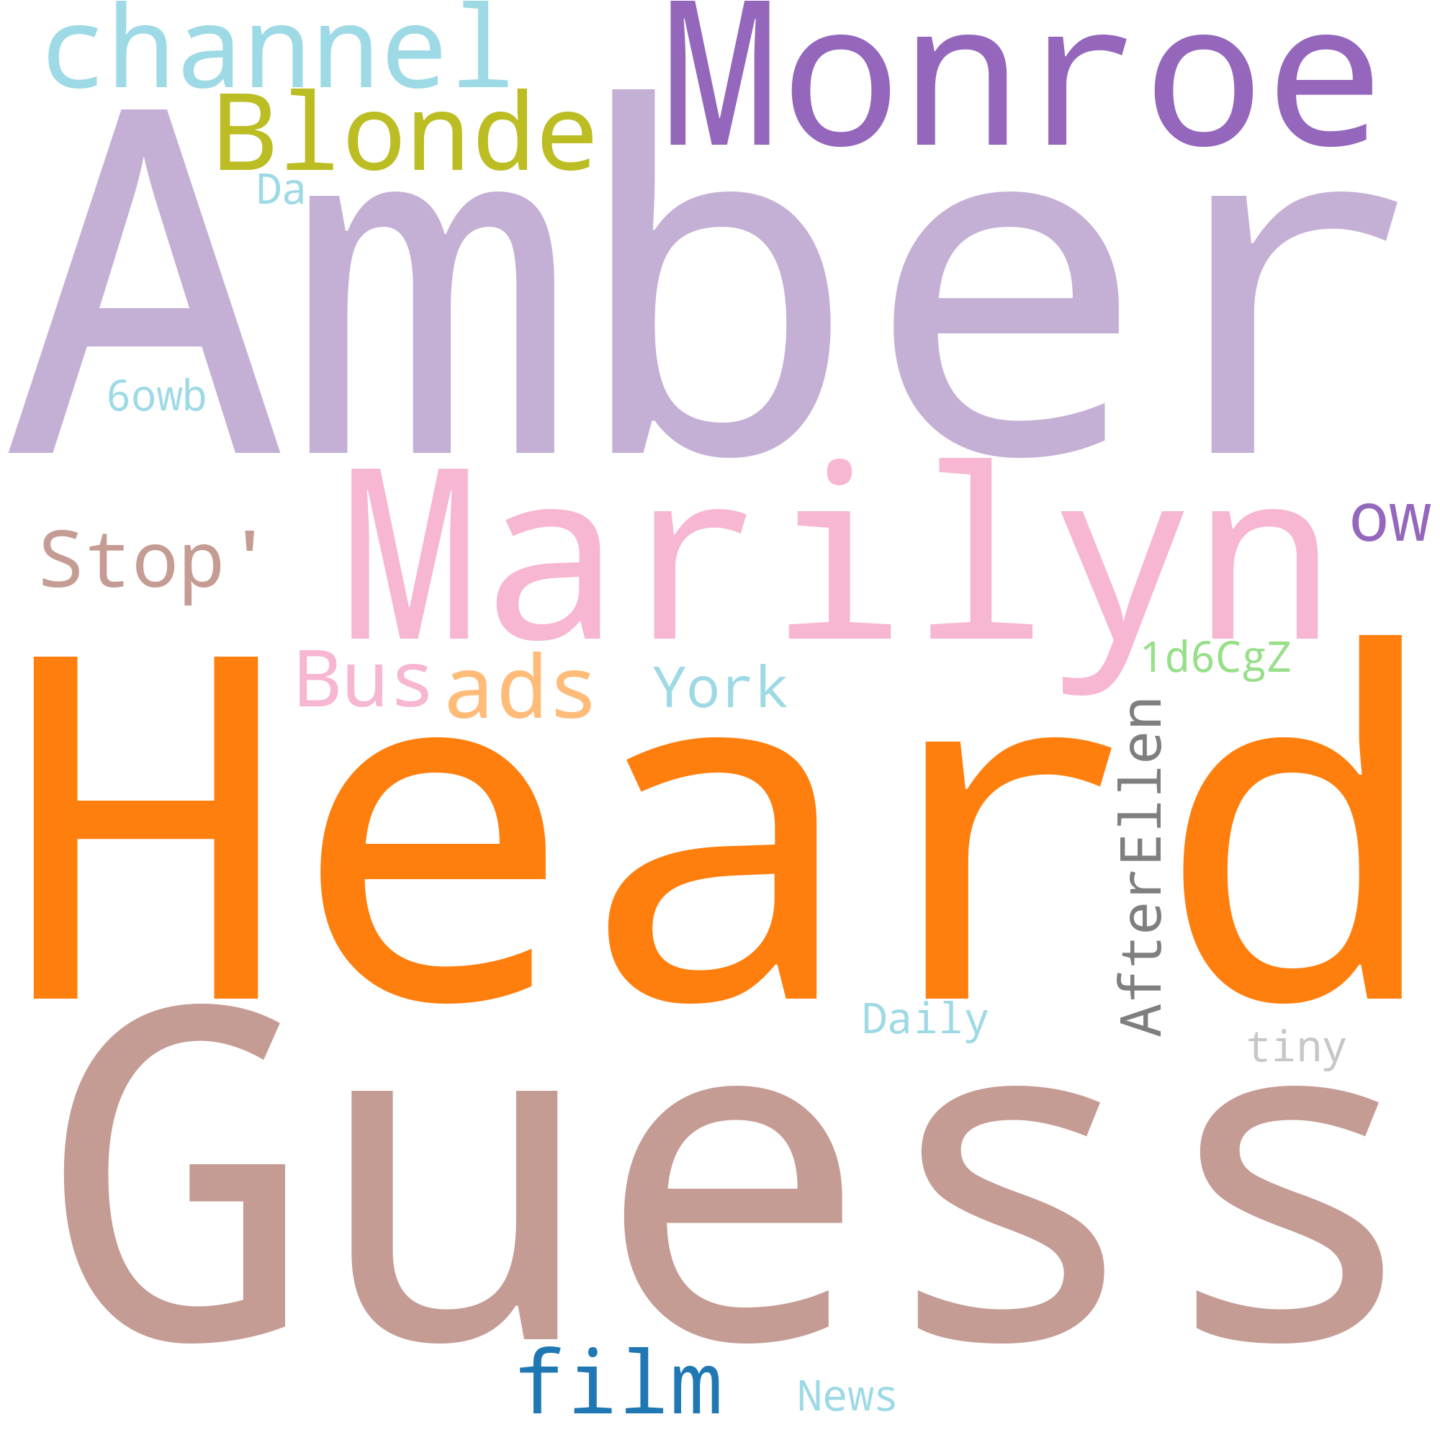 channel
Monroe
Blonde
Amber
Da
6owb
Marilyn
ow
Stop'
Bus
ads
York
1d6CgZ
Heard
AfterEllen
Guess
Daily
tiny
film
News